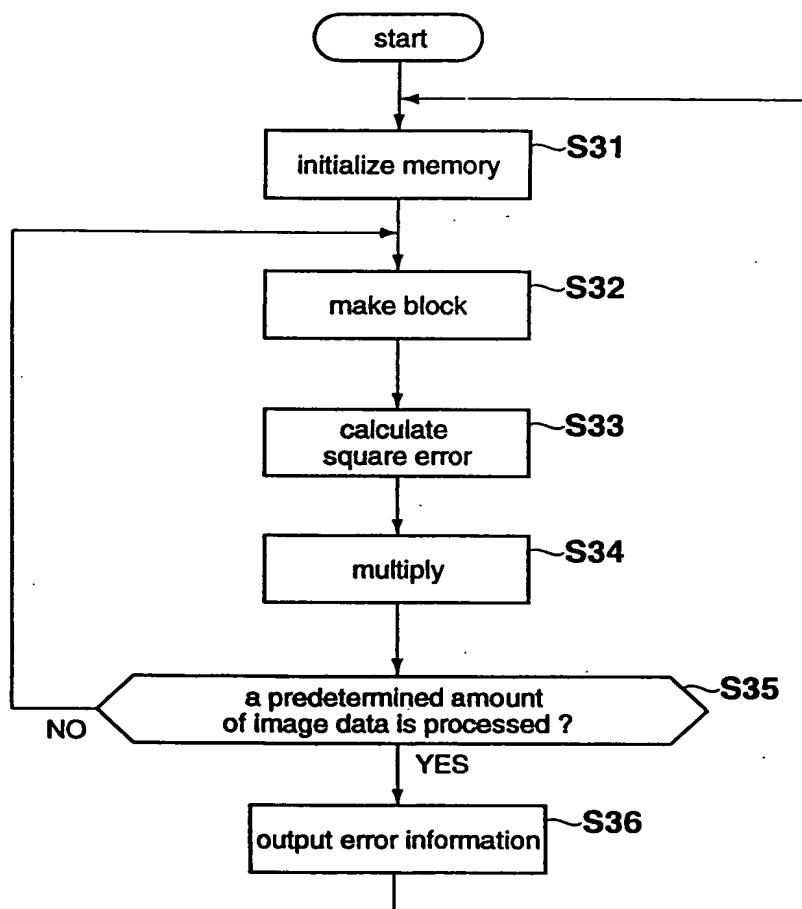 start
initialize memory
S31
make block
S32
calculate
square error
S33
multiply
S34
a predetermined amount
of image data is processed ?
S35
NO
YES
output error information
S36